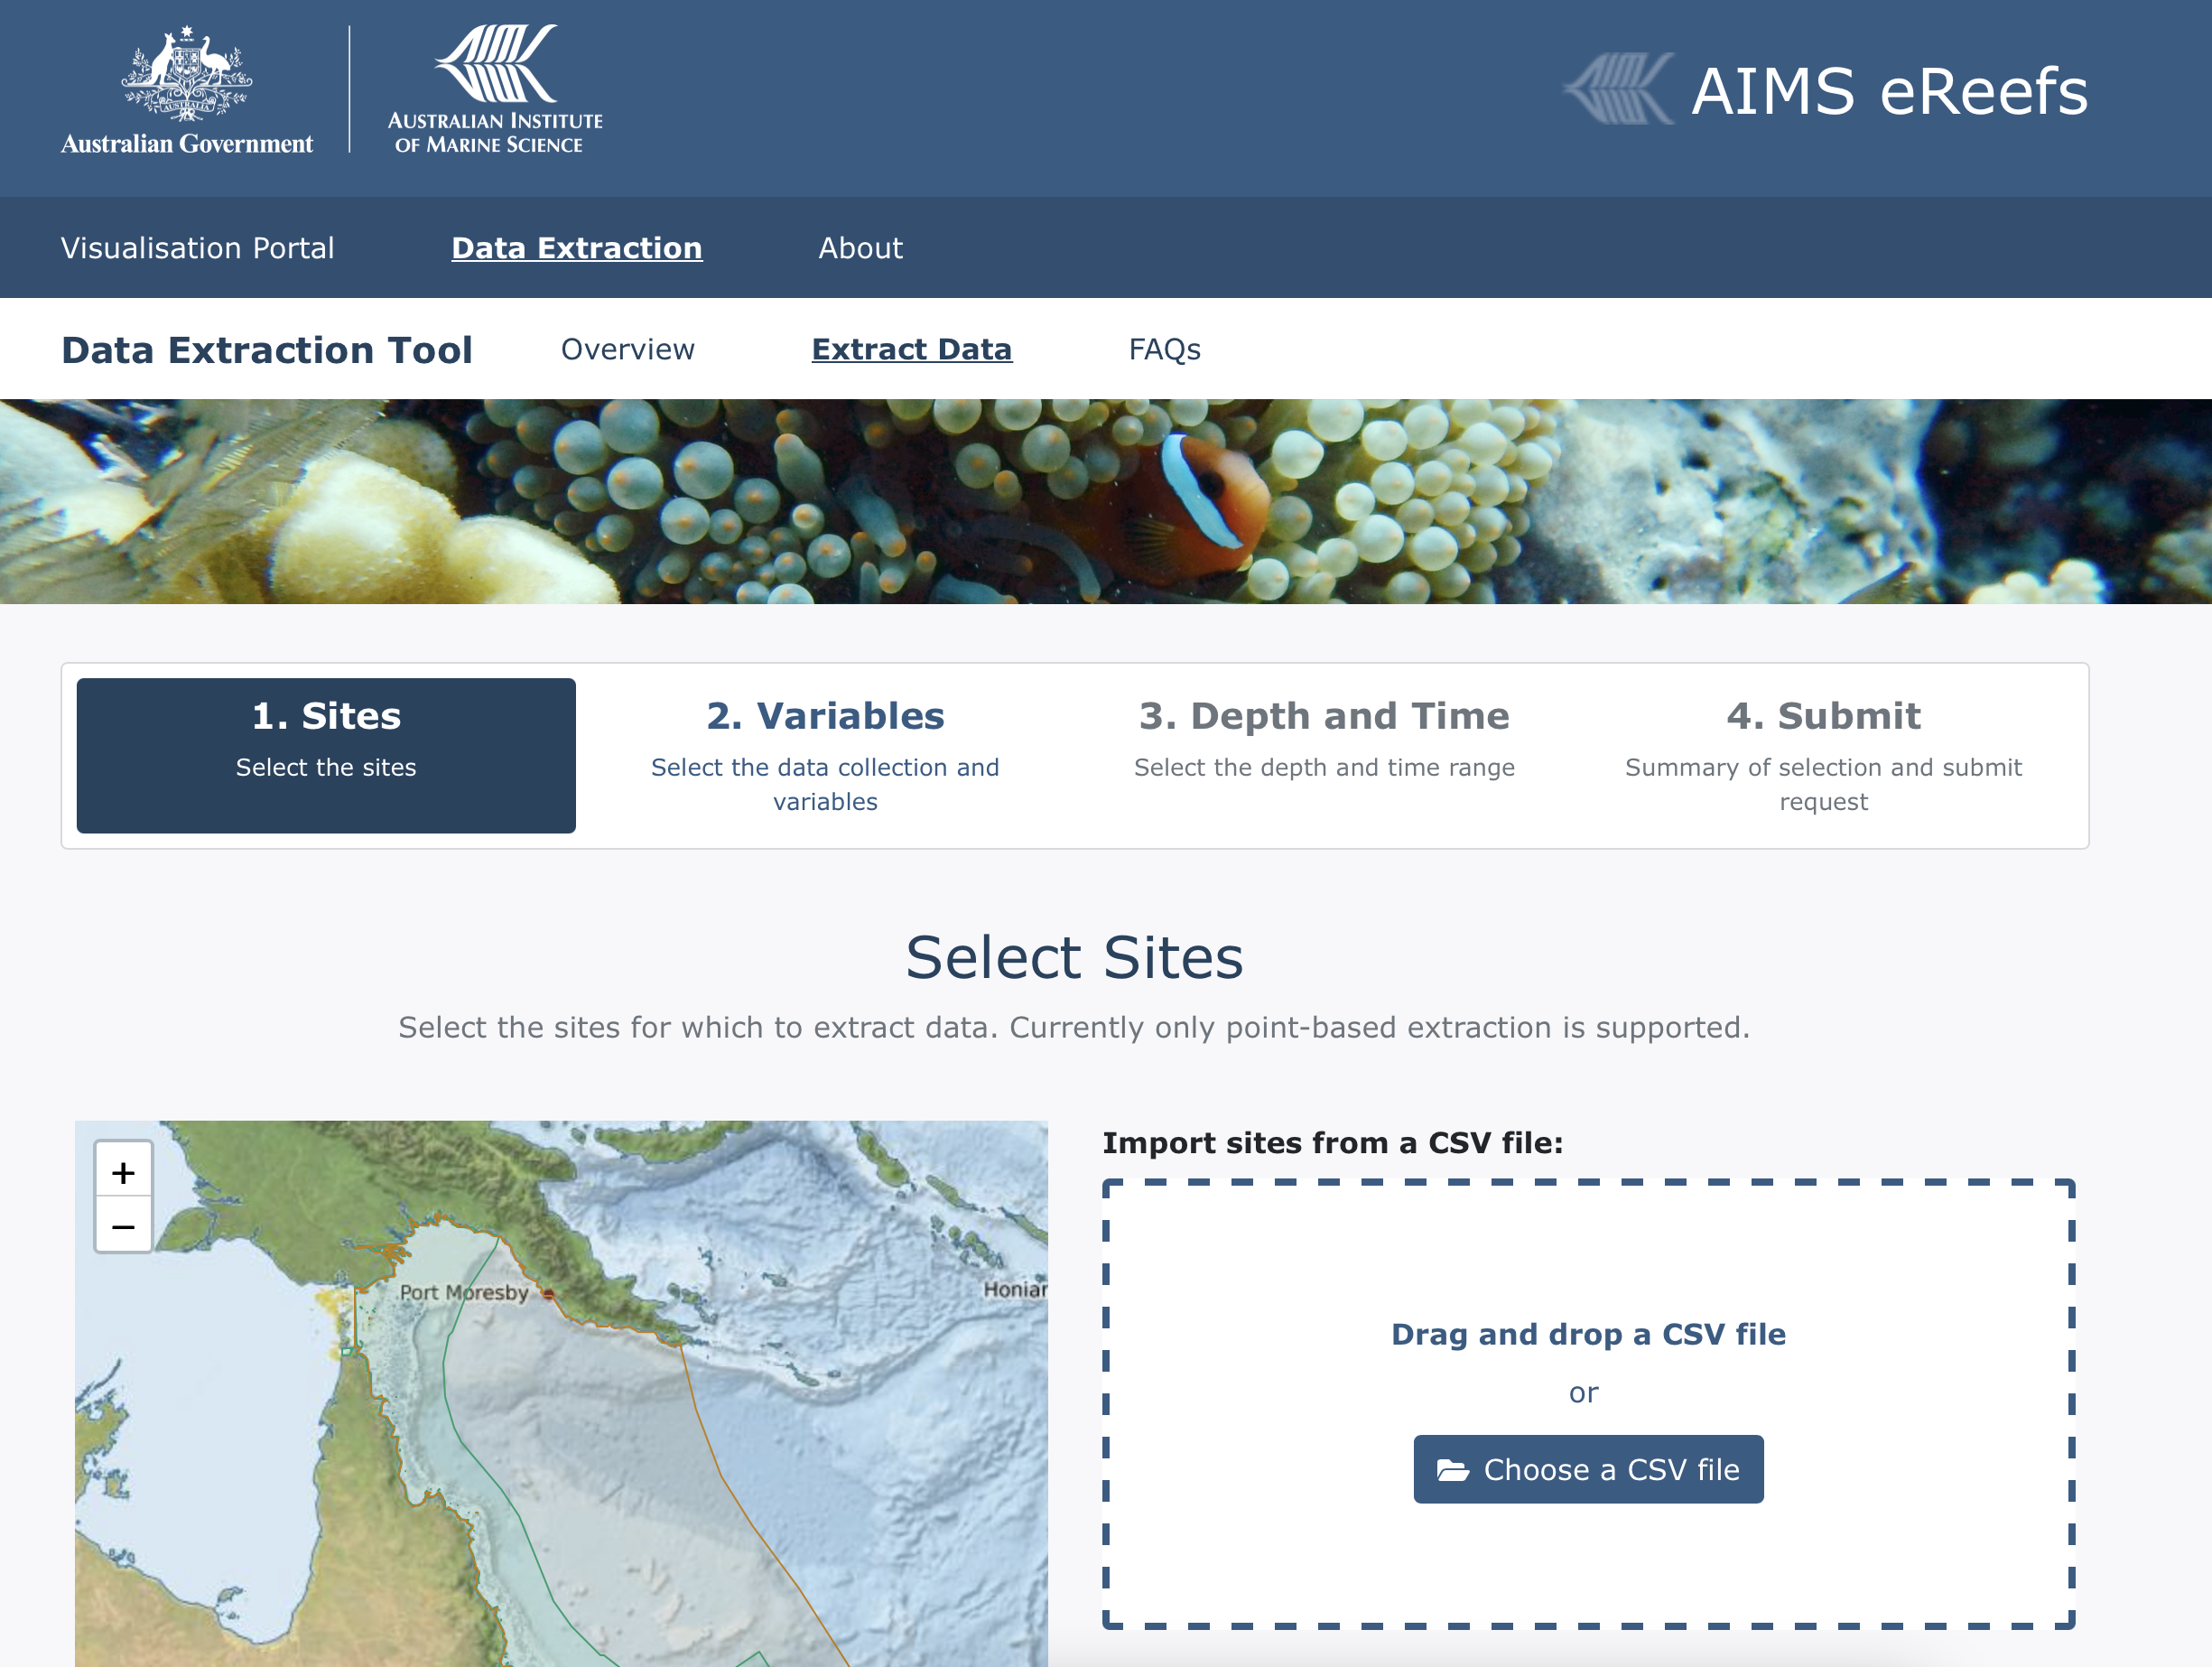 Australian Government
AUSTRALIAN INSTITUTE
OF MARINE SCIENCE
AIMS eReefs
Visualisation Portal
Data Extraction
About
Data Extraction Tool
Overview
Extract Data
FAQs
1. Sites
Select the sites
2. Variables
Select the data collection and
variables
3. Depth and Time
Select the depth and time range
4. Submit
Summary of selection and submit
request
Select Sites
Select the sites for which to extract data. Currently only point-based extraction is supported.
+
−
Port Moresby
Honiar
Import sites from a CSV file:
Drag and drop a CSV file
or
Choose a CSV file